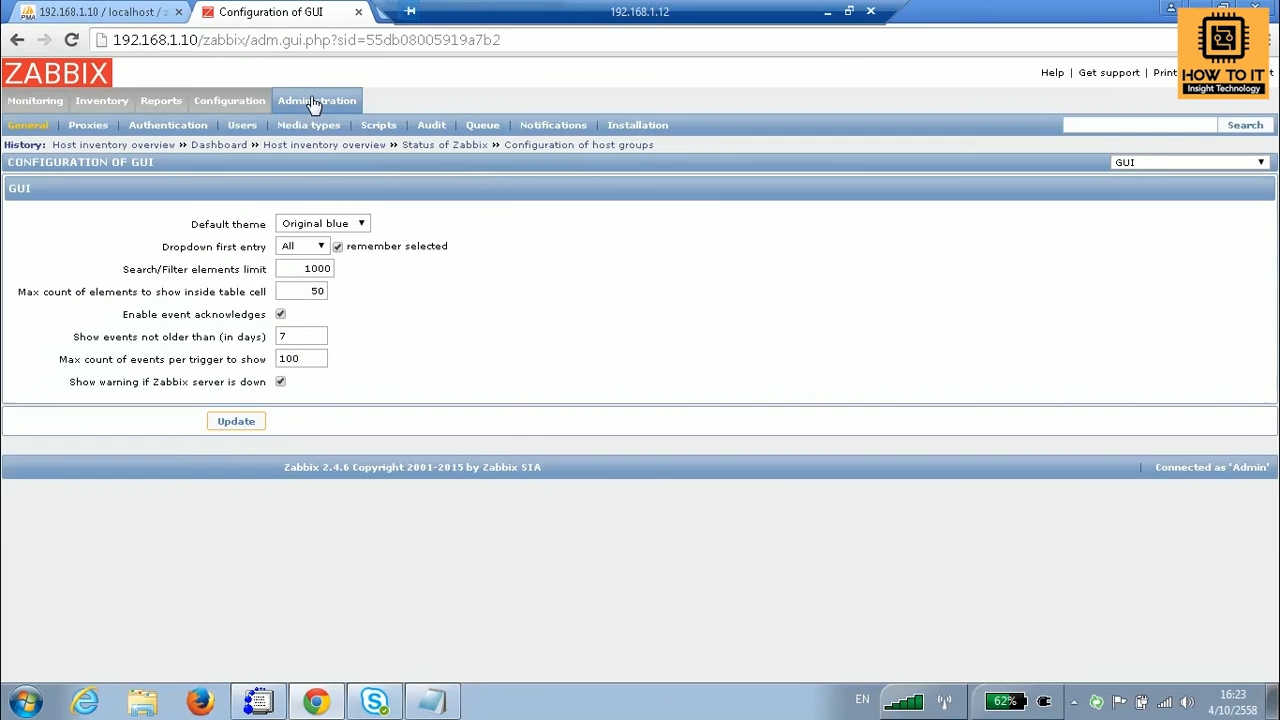 192.168.1.10 / localhost / z
Configuration of GUI
192.168.1.12
192.168.1.10/zabbix/adm.gui.php?sid=55db08005919a7b2
ZABBIX
Help | Get support | Print
HOW TO IT
Insight Technology
Monitoring Inventory Reports Configuration Administration
General | Proxies | Authentication | Users | Media types | Scripts | Audit | Queue | Notifications | Installation Search
History: Host inventory overview » Dashboard » Host inventory overview » Status of Zabbix » Configuration of host groups
CONFIGURATION OF GUI GUI
GUI
Default theme Original blue
Dropdown first entry All remember selected
Search/Filter elements limit 1000
Max count of elements to show inside table cell 50
Enable event acknowledges
Show events not older than (in days) 7
Max count of events per trigger to show 100
Show warning if Zabbix server is down
Update
Zabbix 2.4.6 Copyright 2001-2015 by Zabbix SIA | Connected as 'Admin'
EN 62% 16:23
4/10/2558